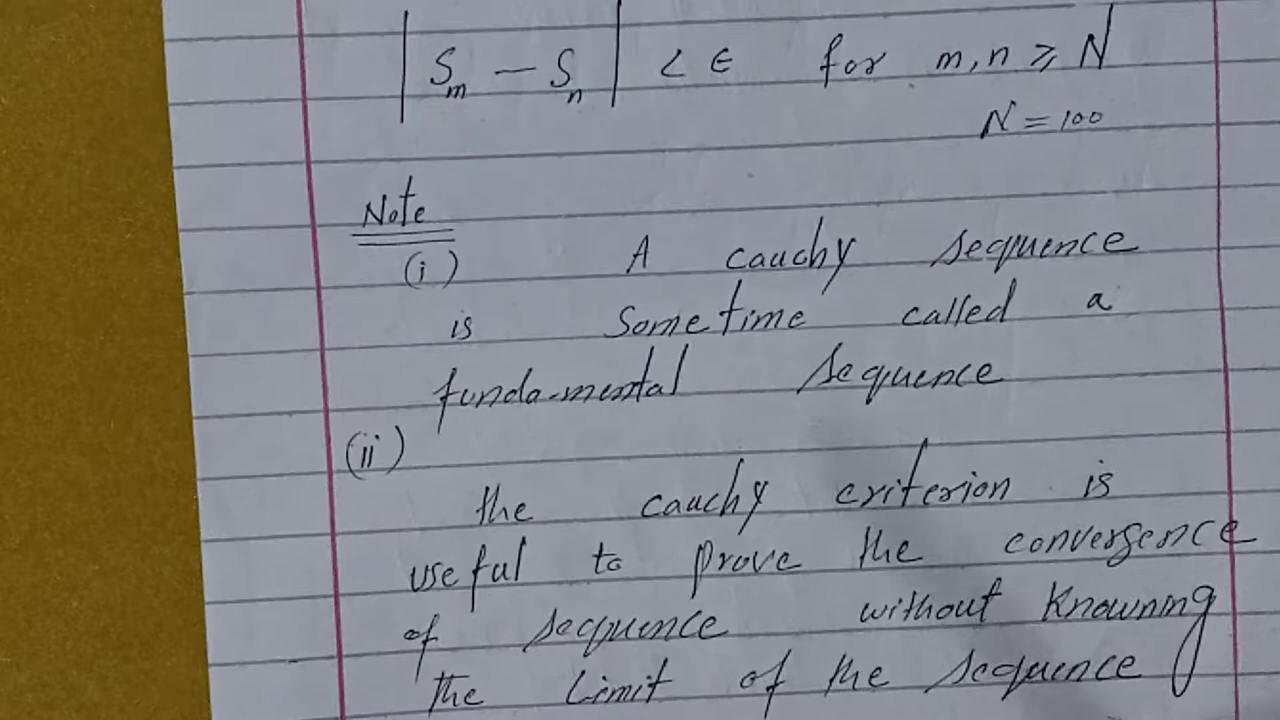 |Sm - Sn| < ϵ for m, n ⩾ N
N = 100
Note
(i) A cauchy sequence
is Sometime called a
fundamental sequence
(ii)
the cauchy criterion is
useful to prove the convergence
of sequence without Knowning
the Limit of the sequence